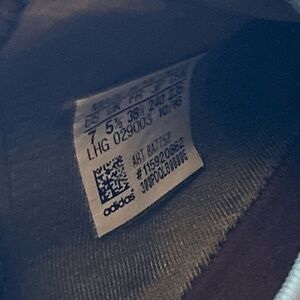 US UK FR JP CHN
7 5½ 38⅔ 240 235
LHG 029003 10/16
ART BA7752
#115920862
adidas